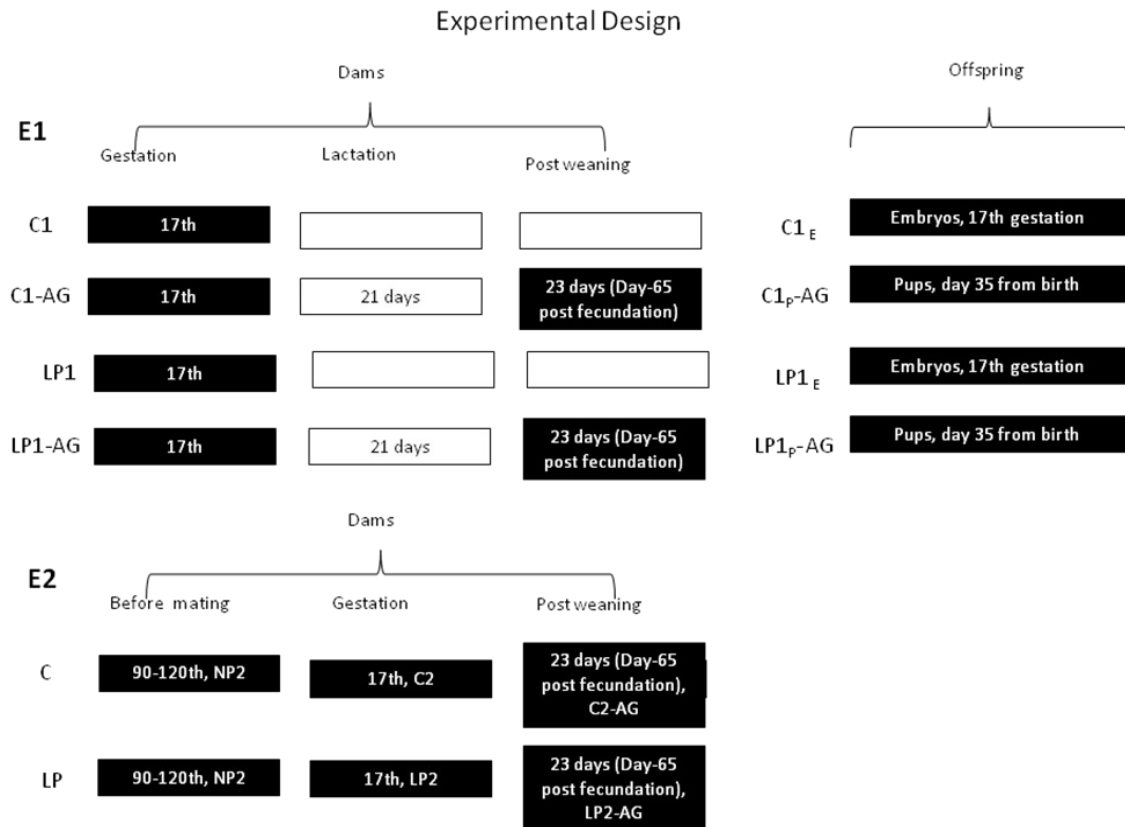 Experimental Design
Dams
Offspring
E1
Gestation
Lactation
Post weaning
C1
17th
C1 E
Embryos, 17th gestation
C1-AG
17th
21 days
23 days (Day-65
post fecundation)
C1P-AG
Pups, day 35 from birth
LP1
17th
LP1 E
Embryos, 17th gestation
LP1-AG
17th
21 days
23 days (Day-65
post fecundation)
LP1P-AG
Pups, day 35 from birth
Dams
E2
Before mating
Gestation
Post weaning
C
90-120th, NP2
17th, C2
23 days (Day-65
post fecundation),
C2-AG
LP
90-120th, NP2
17th, LP2
23 days (Day-65
post fecundation),
LP2-AG